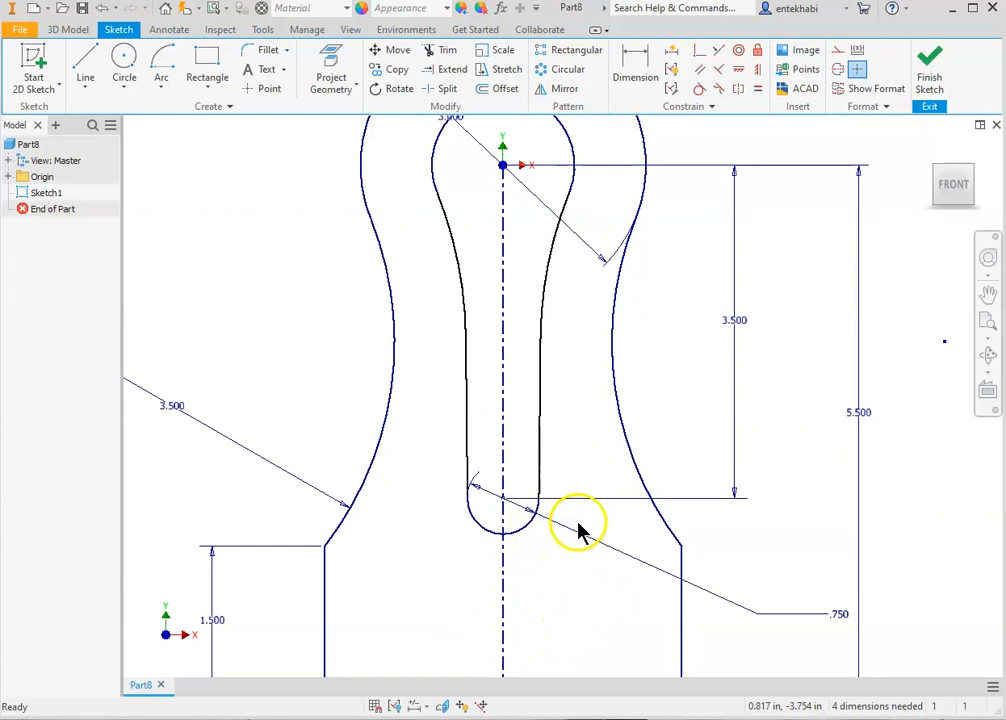 Material
Appearance
Part8
Search Help & Commands...
entekhabi
File
3D Model
Sketch
Annotate
Inspect
Tools
Manage
View
Environments
Get Started
Collaborate
Start
2D Sketch
Line
Circle
Arc
Rectangle
Fillet
Text
Point
Project
Geometry
Move
Copy
Rotate
Trim
Extend
Split
Scale
Stretch
Offset
Dimension
Rectangular
Circular
Mirror
Image
Points
ACAD
Show Format
Finish
Sketch
Sketch
Create
Modify
Pattern
Constrain
Insert
Format
Exit
Model
Part8
View: Master
Origin
Sketch1
End of Part
Y
X
FRONT
3.500
3.500
5.500
1.500
.750
Y
X
Part8
Ready
0.817 in, -3.754 in
4 dimensions needed
1
1